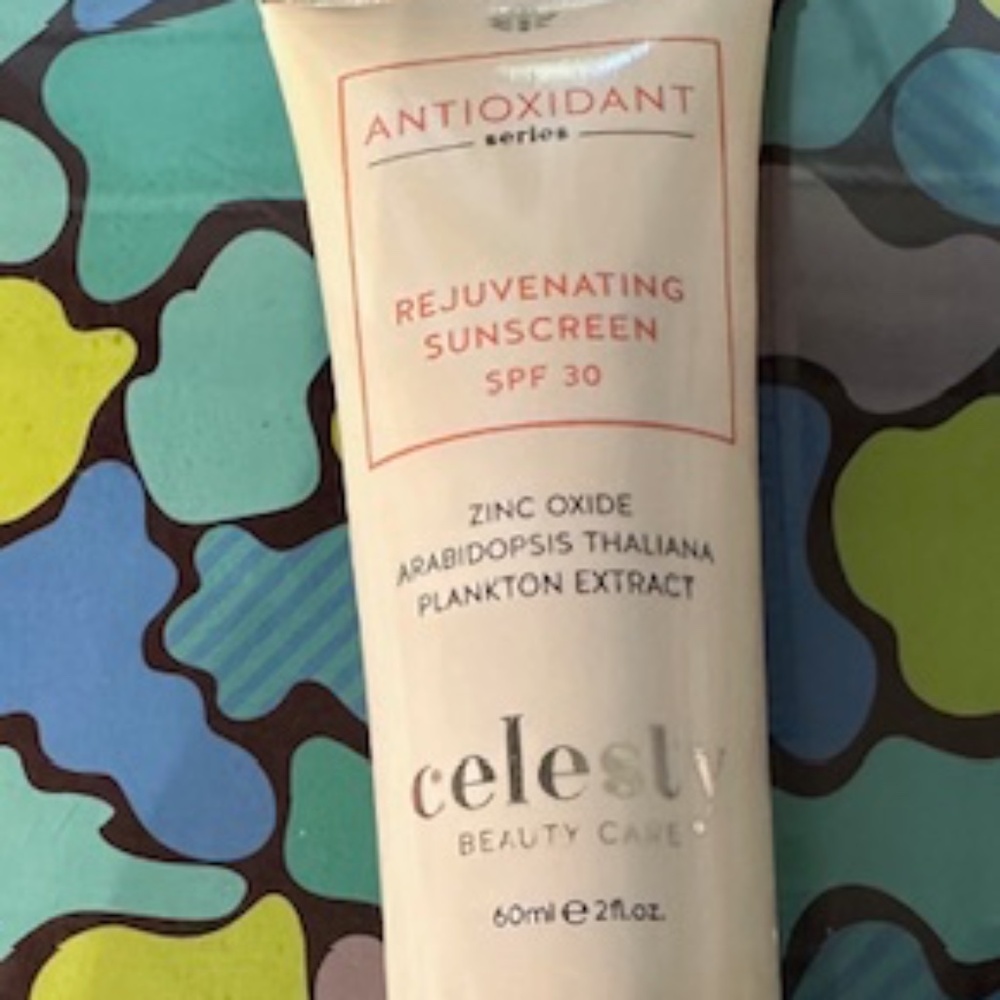 ANTIOXIDANT
series
REJUVENATING
SUNSCREEN
SPF 30
ZINC OXIDE
ARABIDOPSIS THALIANA
PLANKTON EXTRACT
celesty
BEAUTY CARE
60ml ℮ 2fl.oz.